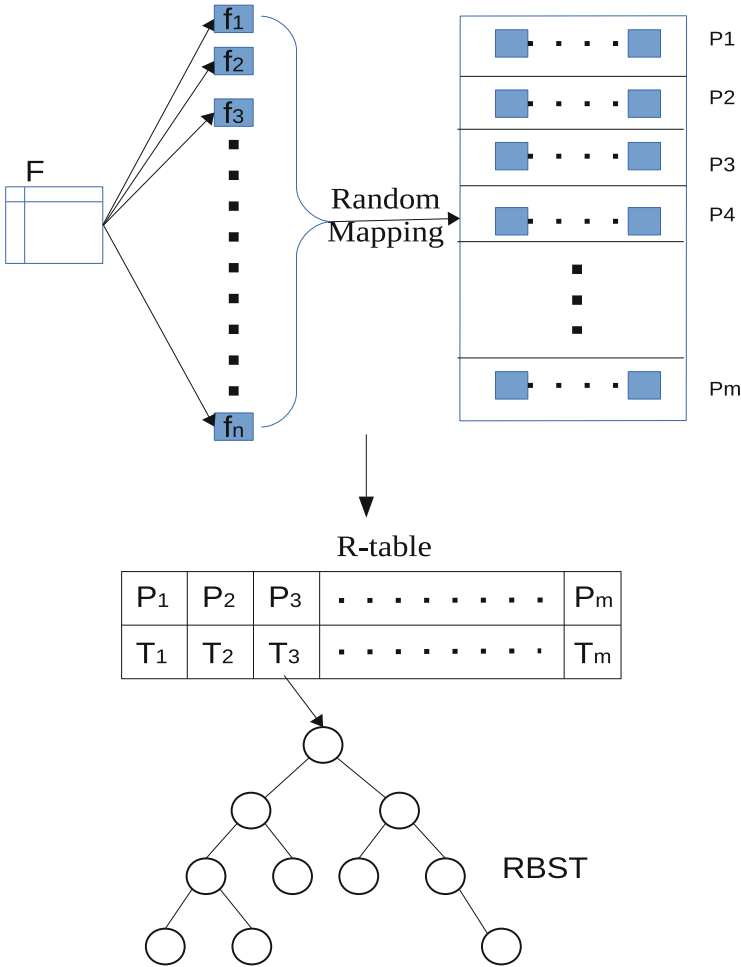 F
f1
f2
f3
fn
Random
Mapping
P1
P2
P3
P4
Pm
R-table
P1 P2 P3 Pm
T1 T2 T3 Tm
RBST